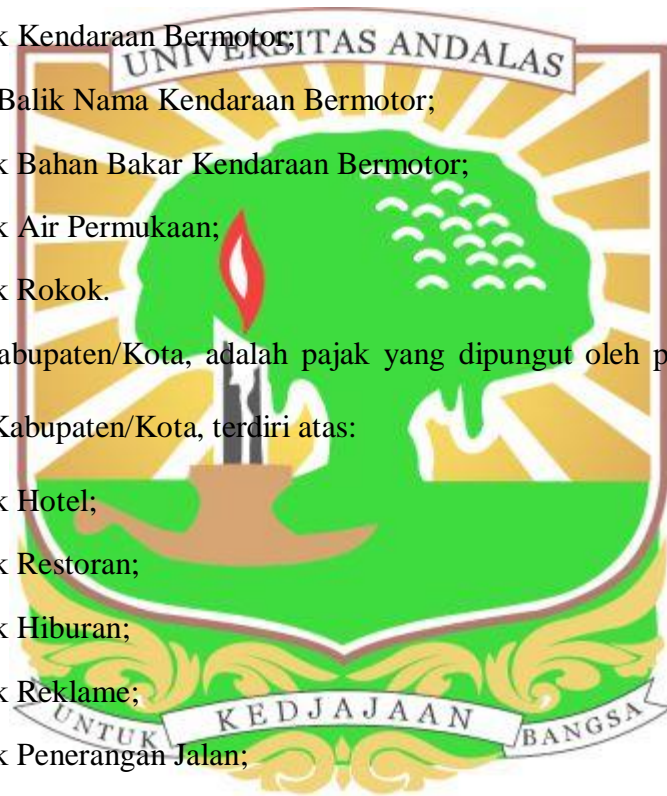 k Kendaraan Bermotor;
UNIVERSITAS ANDALAS
Balik Nama Kendaraan Bermotor;
k Bahan Bakar Kendaraan Bermotor;
k Air Permukaan;
k Rokok.
abupaten/Kota, adalah pajak yang dipungut oleh p
Kabupaten/Kota, terdiri atas:
k Hotel;
k Restoran;
k Hiburan;
k Reklame;
UNTUK KEDJAJAAN BANGSA
k Penerangan Jalan;